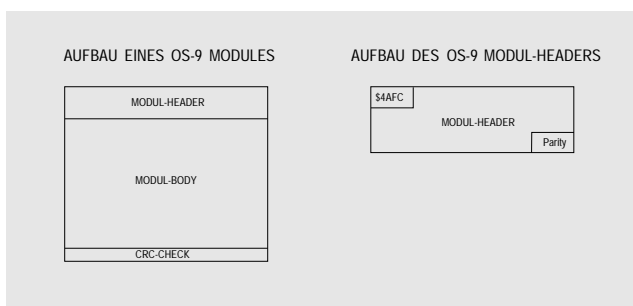 AUFBAU EINES OS-9 MODULES
MODUL-HEADER
MODUL-BODY
CRC-CHECK
AUFBAU DES OS-9 MODUL-HEADERS
$4AFC
MODUL-HEADER
Parity